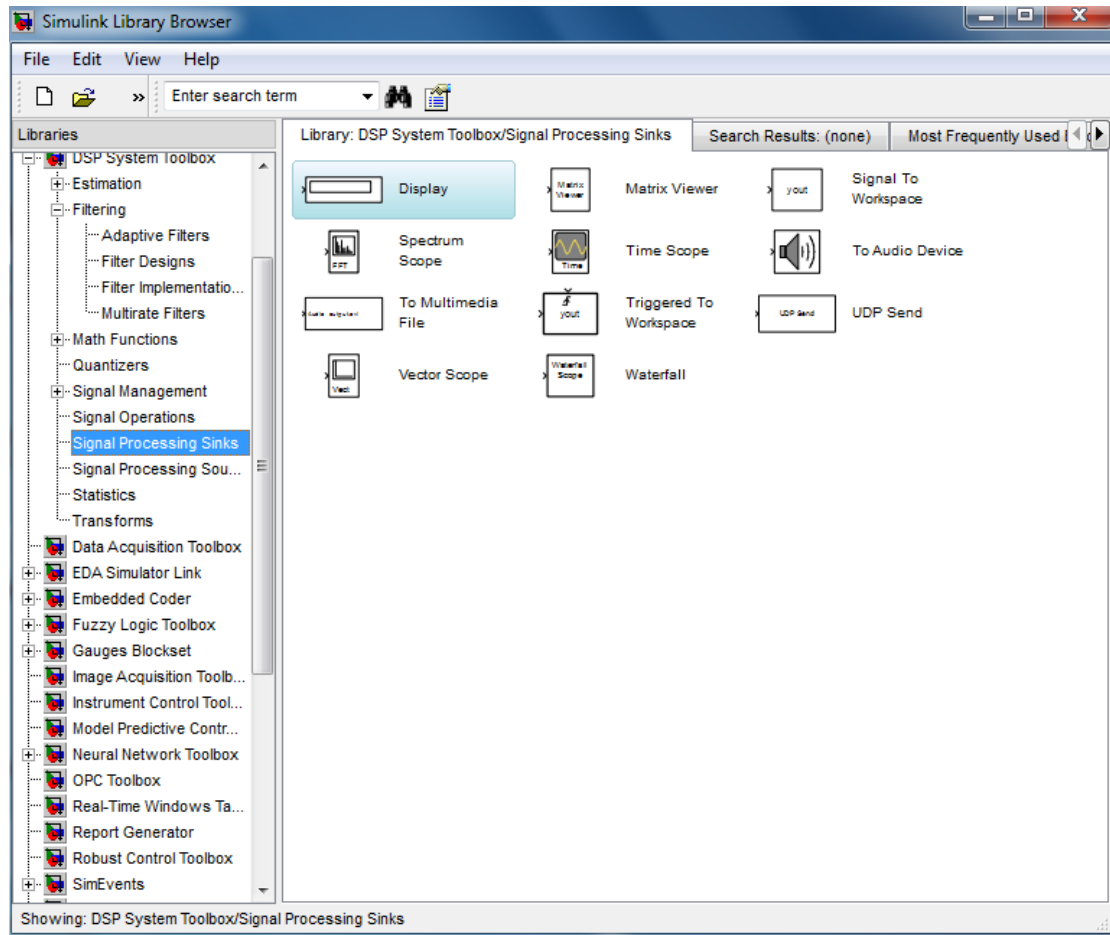 Simulink Library Browser
File Edit View Help
» Enter search term
Libraries
DSP System Toolbox
Estimation
Filtering
Adaptive Filters
Filter Designs
Filter Implementatio...
Multirate Filters
Math Functions
Quantizers
Signal Management
Signal Operations
Signal Processing Sinks
Signal Processing Sou...
Statistics
Transforms
Data Acquisition Toolbox
EDA Simulator Link
Embedded Coder
Fuzzy Logic Toolbox
Gauges Blockset
Image Acquisition Toolb...
Instrument Control Tool...
Model Predictive Contr...
Neural Network Toolbox
OPC Toolbox
Real-Time Windows Ta...
Report Generator
Robust Control Toolbox
SimEvents
Library: DSP System Toolbox/Signal Processing Sinks Search Results: (none) Most Frequently Used
Display
Matrix
Viewer
Matrix Viewer
yout
Signal To
Workspace
FFT
Spectrum
Scope
Time
Time Scope
To Audio Device
To Multimedia
File
yout
Triggered To
Workspace
UDP Send
UDP Send
Vect
Vector Scope
Waterfall
Scope
Waterfall
Showing: DSP System Toolbox/Signal Processing Sinks